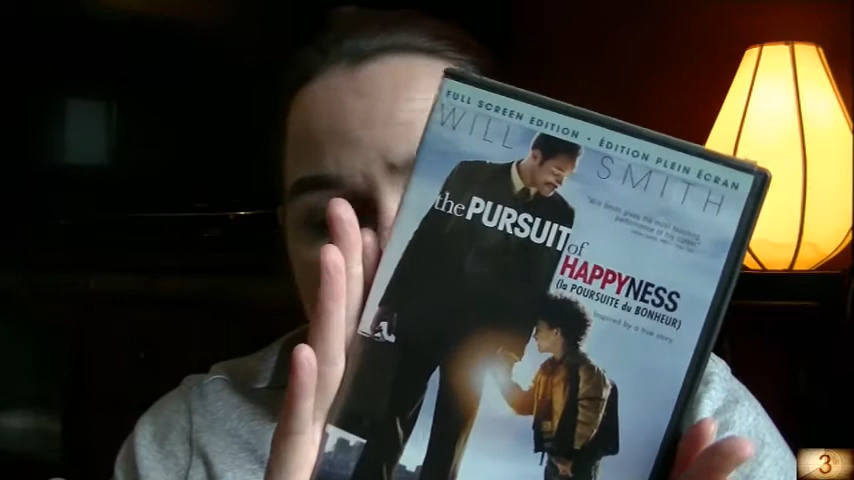 FULL SCREEN EDITION • ÉDITION PLEIN ÉCRAN
WILL SMITH
the PURSUIT of
HAPPYNESS
(la POURSUITE du BONHEUR)
Inspired by a true story
3